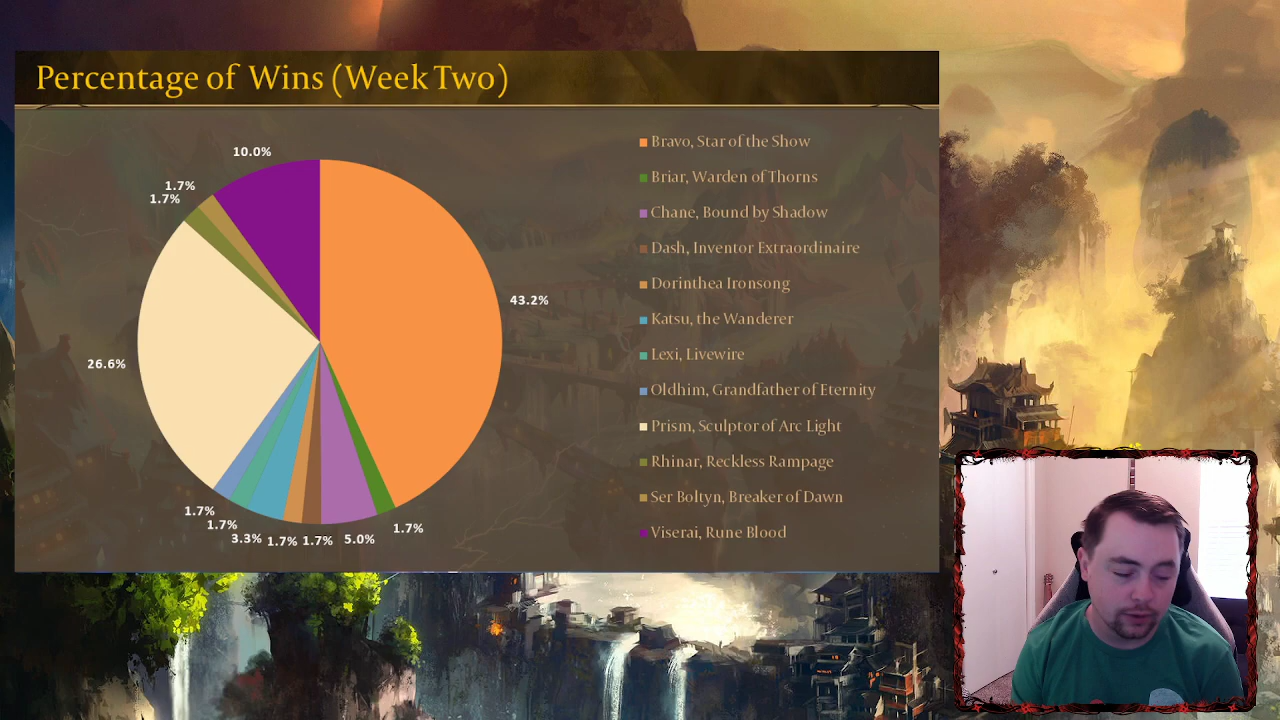 Percentage of Wins (Week Two)
10.0%
1.7%
1.7%
43.2%
26.6%
1.7%
1.7%
3.3%
1.7%
1.7%
5.0%
1.7%
Bravo, Star of the Show
Briar, Warden of Thorns
Chane, Bound by Shadow
Dash, Inventor Extraordinaire
Dorinthea Ironsong
Katsu, the Wanderer
Lexi, Livewire
Oldhim, Grandfather of Eternity
Prism, Sculptor of Arc Light
Rhinar, Reckless Rampage
Ser Boltyn, Breaker of Dawn
Viserai, Rune Blood